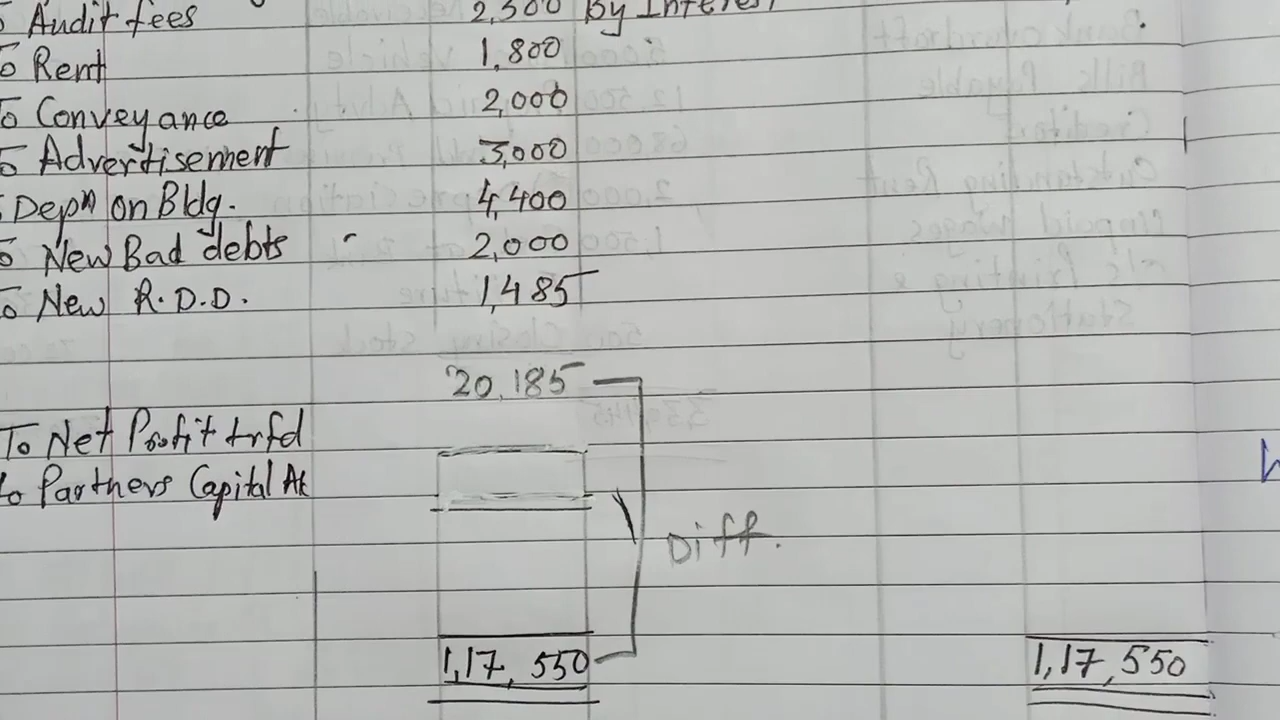 To Audit fees 2,500 By Interest
To Rent 1,800
To Conveyance 2,000
To Advertisement 3,000
To Depn on Bldg. 4,400
To New Bad debts 2,000
To New R.D.D. 1,485
20,185
To Net Profit trfd
to Partners Capital A/c
Diff.
1,17,550 1,17,550